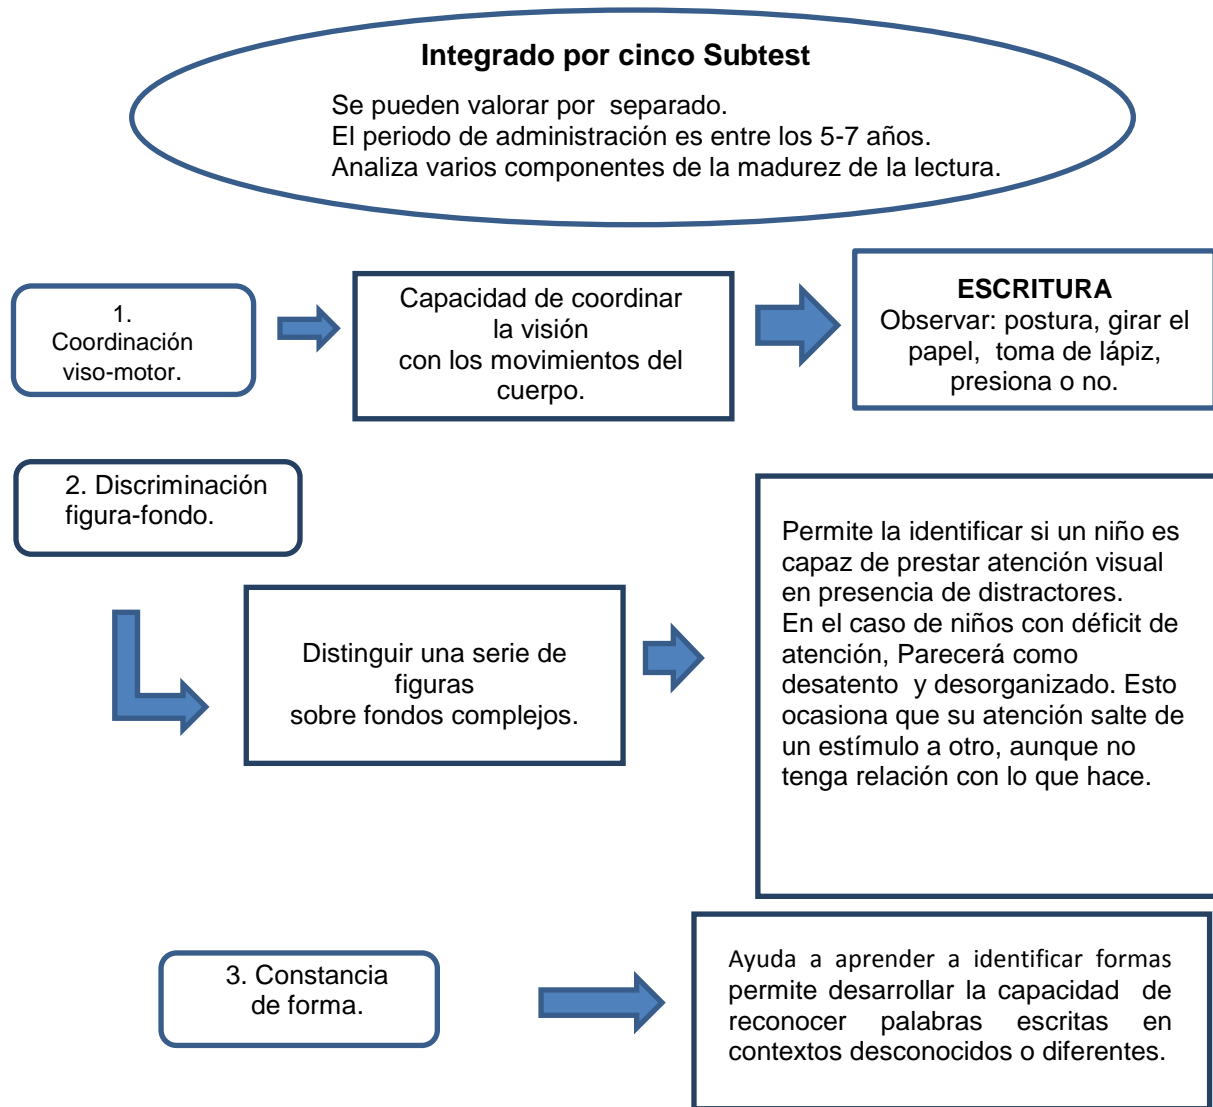 Integrado por cinco Subtest
Se pueden valorar por separado.
El periodo de administración es entre los 5-7 años.
Analiza varios componentes de la madurez de la lectura.
1.
Coordinación
viso-motor.
Capacidad de coordinar
la visión
con los movimientos del
cuerpo.
ESCRITURA
Observar: postura, girar el
papel, toma de lápiz,
presiona o no.
2. Discriminación
figura-fondo.
Distinguir una serie de
figuras
sobre fondos complejos.
Permite la identificar si un niño es
capaz de prestar atención visual
en presencia de distractores.
En el caso de niños con déficit de
atención, Parecerá como
desatento y desorganizado. Esto
ocasiona que su atención salte de
un estímulo a otro, aunque no
tenga relación con lo que hace.
3. Constancia
de forma.
Ayuda a aprender a identificar formas
permite desarrollar la capacidad de
reconocer palabras escritas en
contextos desconocidos o diferentes.